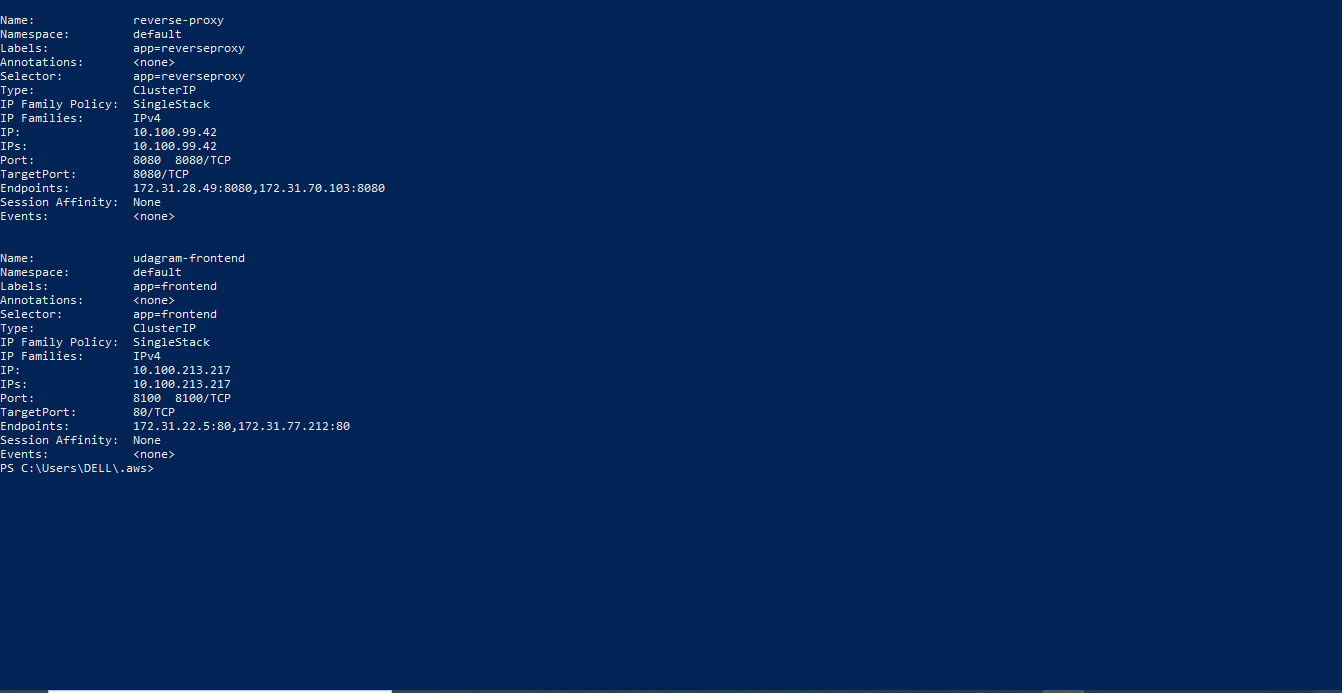 Name:              reverse-proxy
Namespace:         default
Labels:            app=reverseproxy
Annotations:       <none>
Selector:          app=reverseproxy
Type:              ClusterIP
IP Family Policy:  SingleStack
IP Families:       IPv4
IP:                10.100.99.42
IPs:               10.100.99.42
Port:              8080  8080/TCP
TargetPort:        8080/TCP
Endpoints:         172.31.28.49:8080,172.31.70.103:8080
Session Affinity:  None
Events:            <none>
Name:              udagram-frontend
Namespace:         default
Labels:            app=frontend
Annotations:       <none>
Selector:          app=frontend
Type:              ClusterIP
IP Family Policy:  SingleStack
IP Families:       IPv4
IP:                10.100.213.217
IPs:               10.100.213.217
Port:              8100  8100/TCP
TargetPort:        80/TCP
Endpoints:         172.31.22.5:80,172.31.77.212:80
Session Affinity:  None
Events:            <none>
PS C:\Users\DELL\.aws>